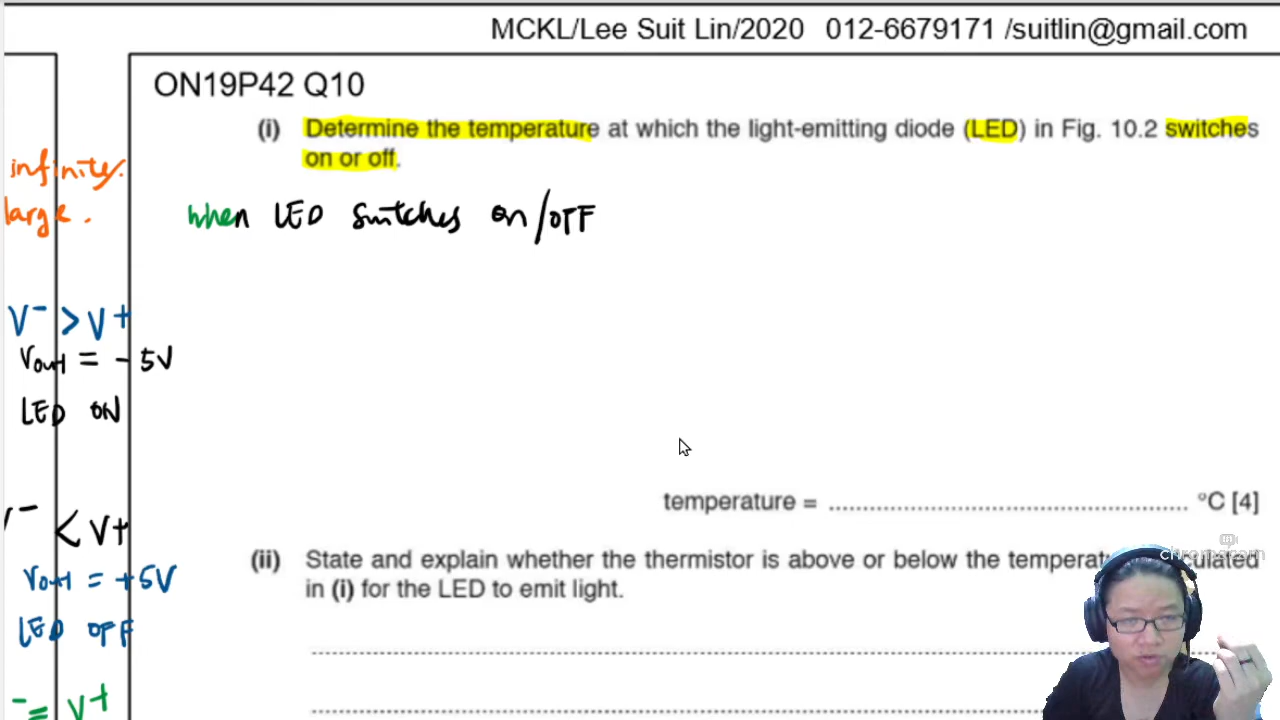 MCKL/Lee Suit Lin/2020 012-6679171 /suitlin@gmail.com
ON19P42 Q10
(i) Determine the temperature at which the light-emitting diode (LED) in Fig. 10.2 switches
on or off.
infinity.
large.
when LED switches on/OFF
V- > V+
Vout = -5V
LED ON
temperature = ........................ °C [4]
V- < V+
Vout = +5V
LED OFF
(ii) State and explain whether the thermistor is above or below the
in (i) for the LED to emit light.
chromacam
- = V+